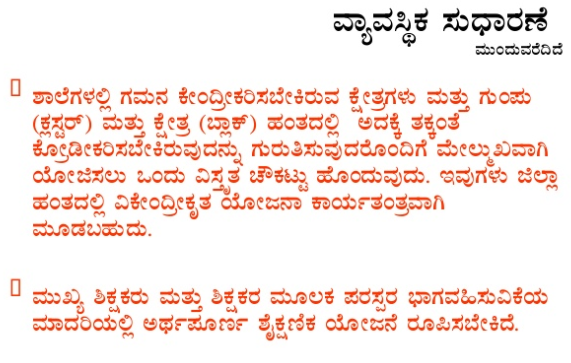 ವ್ಯಾವಸ್ಥಿಕ ಸುಧಾರಣೆ
ಮುಂದುವರೆದಿದೆ
ಶಾಲೆಗಳಲ್ಲಿ ಗಮನ ಕೇಂದ್ರೀಕರಿಸಬೇಕಿರುವ ಕ್ಷೇತ್ರಗಳು ಮತ್ತು ಗುಂಪು
(ಕ್ಲಸ್ಟರ್) ಮತ್ತು ಕ್ಷೇತ್ರ (ಬ್ಲಾಕ್) ಹಂತದಲ್ಲಿ ಅದಕ್ಕೆ ತಕ್ಕಂತೆ
ಕ್ರೋಡೀಕರಿಸಬೇಕಿರುವುದನ್ನು ಗುರುತಿಸುವುದರೊಂದಿಗೆ ಮೇಲ್ಮುಖವಾಗಿ
ಯೋಜಿಸಲು ಒಂದು ವಿಸ್ತೃತ ಚೌಕಟ್ಟು ಹೊಂದುವುದು. ಇವುಗಳು ಜಿಲ್ಲಾ
ಹಂತದಲ್ಲಿ ವಿಕೇಂದ್ರೀಕೃತ ಯೋಜನಾ ಕಾರ್ಯತಂತ್ರವಾಗಿ
ಮೂಡಬಹುದು.
ಮುಖ್ಯ ಶಿಕ್ಷಕರು ಮತ್ತು ಶಿಕ್ಷಕರ ಮೂಲಕ ಪರಸ್ಪರ ಭಾಗವಹಿಸುವಿಕೆಯ
ಮಾದರಿಯಲ್ಲಿ ಅರ್ಥಪೂರ್ಣ ಶೈಕ್ಷಣಿಕ ಯೋಜನೆ ರೂಪಿಸಬೇಕಿದೆ.